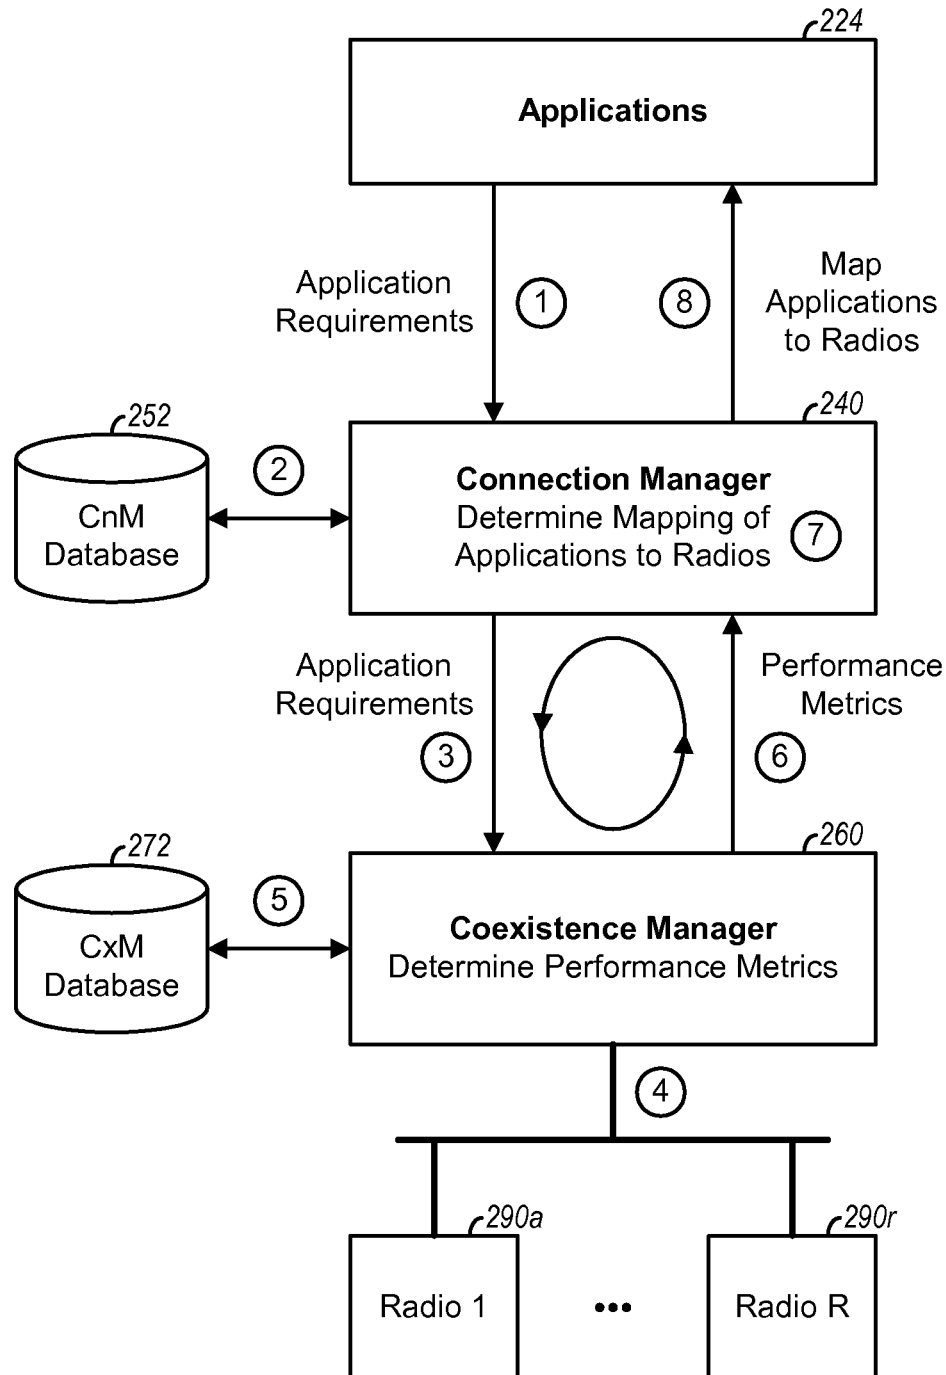 224
Applications
Application
Requirements
1
8
Map
Applications
to Radios
252
CnM
Database
2
240
Connection Manager
Determine Mapping of
Applications to Radios
7
Application
Requirements
3
6
Performance
Metrics
272
CxM
Database
5
260
Coexistence Manager
Determine Performance Metrics
4
290a
Radio 1
...
290r
Radio R